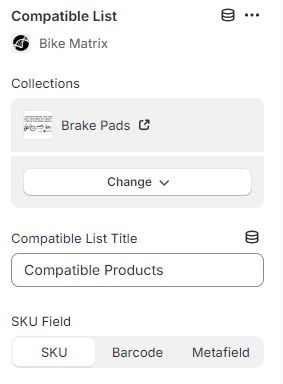 Compatible List
Bike Matrix
Collections
Brake Pads
Change
Compatible List Title
Compatible Products
SKU Field
SKU Barcode Metafield